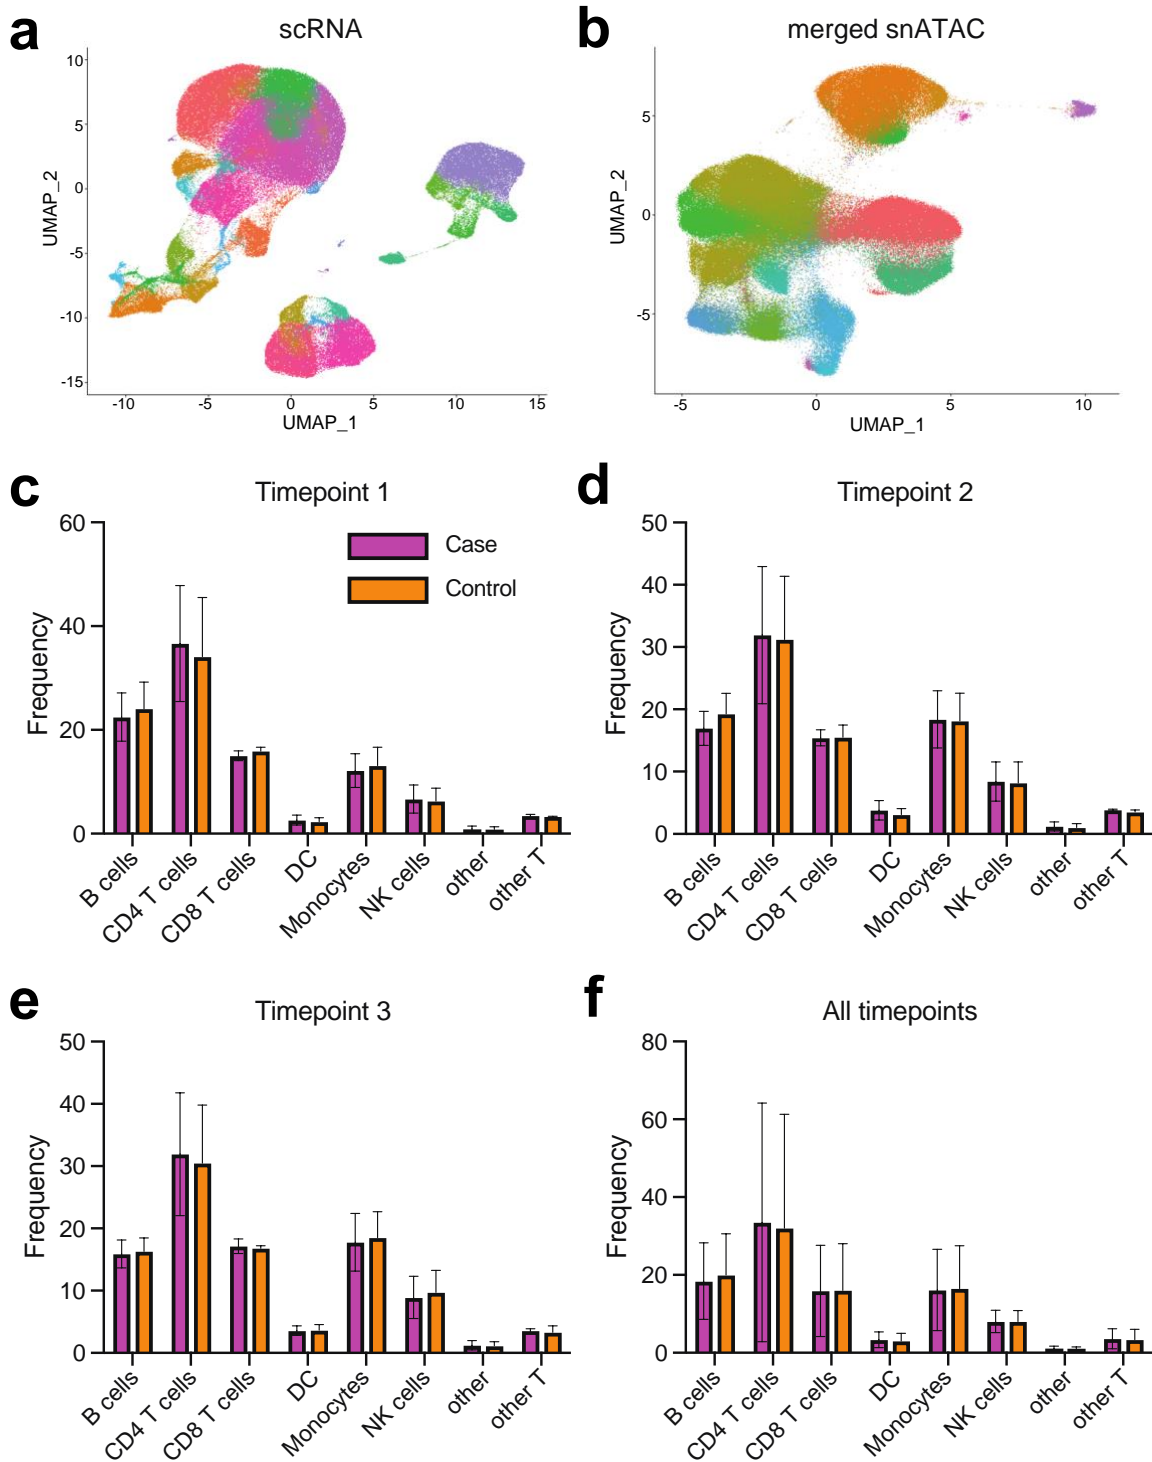 a
scRNA
10
5
0
-5
-10
-15
UMAP_2
-10 -5 0 5 10 15
UMAP_1
b
merged snATAC
5
0
-5
UMAP_2
-5 0 5 10
UMAP_1
c
Timepoint 1
60
40
20
0
Frequency
Case
Control
B cells
CD4 T cells
CD8 T cells
DC
Monocytes
NK cells
other
other T
d
Timepoint 2
50
40
30
20
10
0
Frequency
B cells
CD4 T cells
CD8 T cells
DC
Monocytes
NK cells
other
other T
e
Timepoint 3
50
40
30
20
10
0
Frequency
B cells
CD4 T cells
CD8 T cells
DC
Monocytes
NK cells
other
other T
f
All timepoints
80
60
40
20
0
Frequency
B cells
CD4 T cells
CD8 T cells
DC
Monocytes
NK cells
other
other T